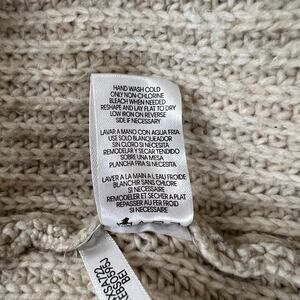 HAND WASH COLD
ONLY NON-CHLORINE
BLEACH WHEN NEEDED
RESHAPE AND LAY FLAT TO DRY
LOW IRON ON REVERSE
SIDE IF NECESSARY
LAVAR A MANO CON AGUA FRIA
USE SOLO BLANQUEADOR
SIN CLORO SI NECESITA
REMODELAR Y SECAR TENDIDO
SOBRE UNA MESA
PLANCHA FRIA SI NECESITA
LAVER A LA MAIN A L'EAU FROIDE
BLANCHIR SANS CHLORE
SI NECESSAIRE
REMODELER ET SECHER A PLAT
REPASSER AU FER FROID
SI NECESSAIRE